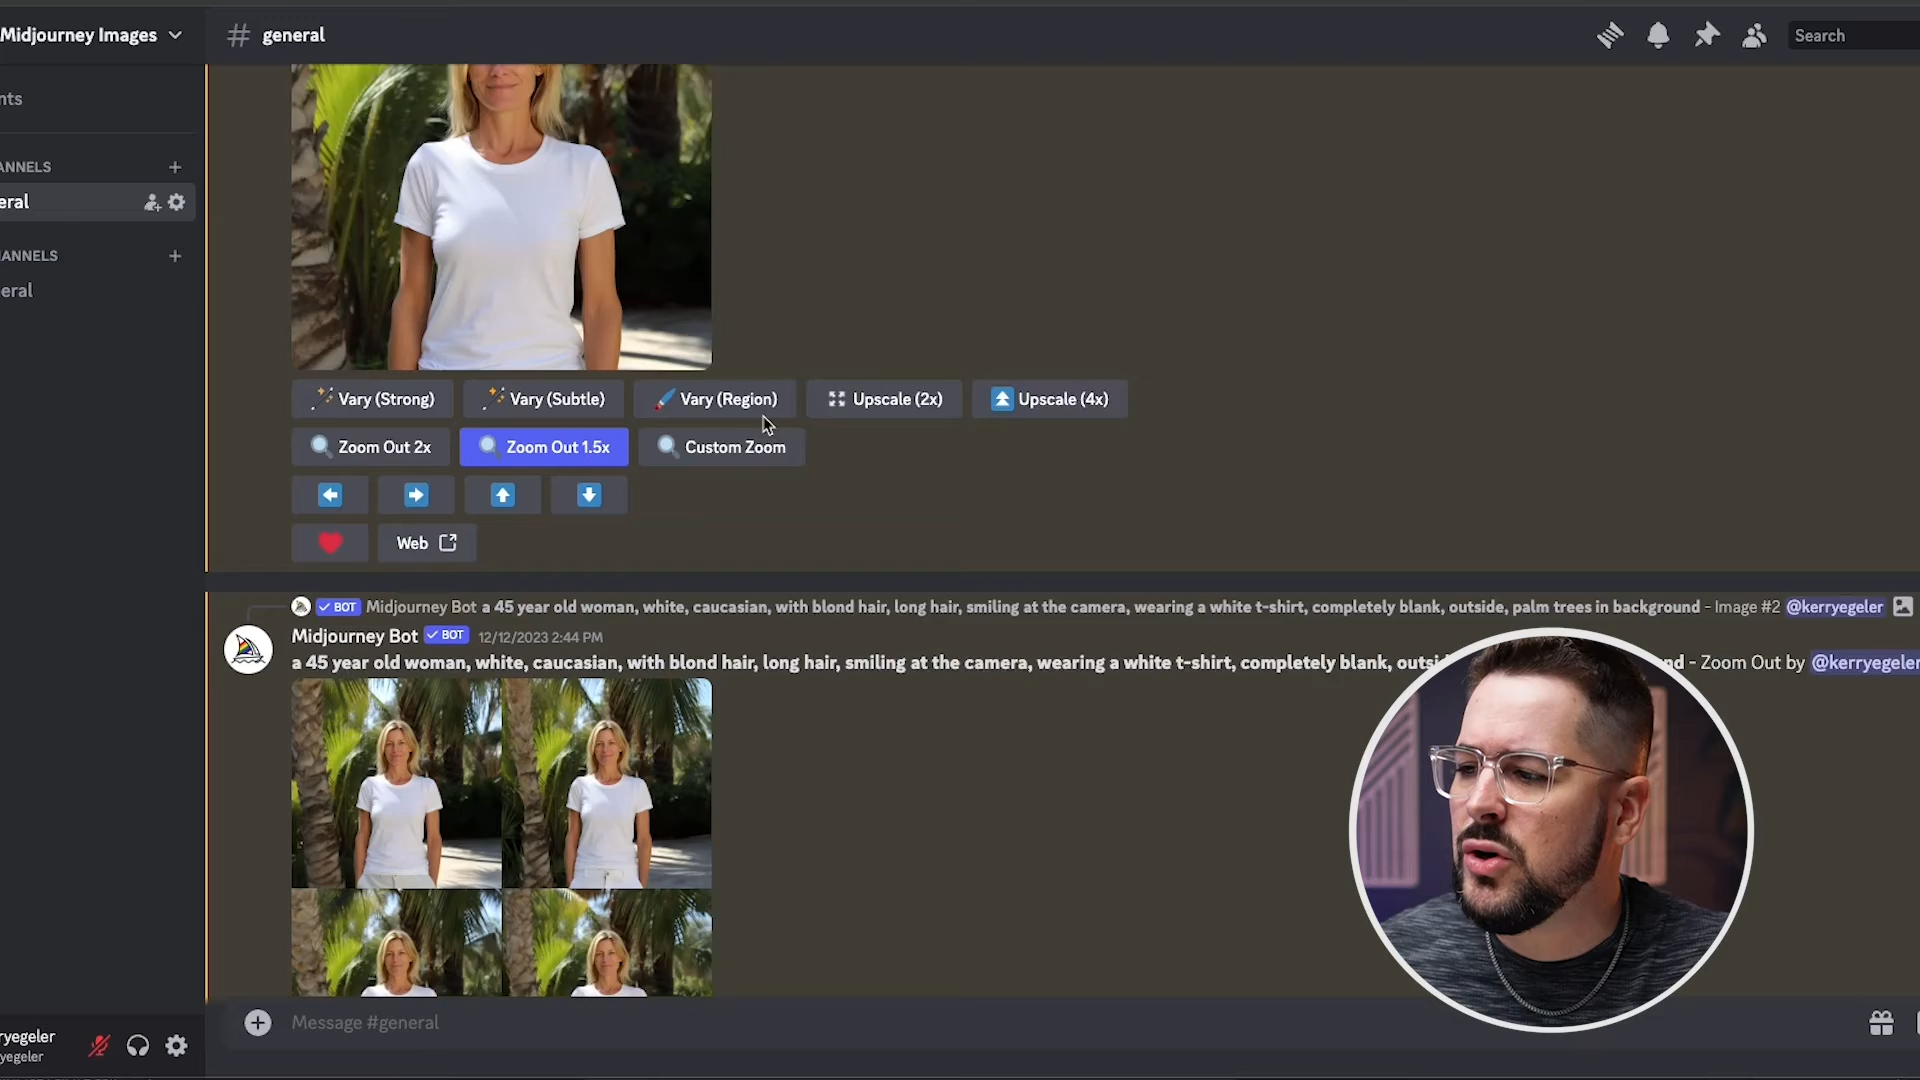 Midjourney Images
general
Search
nts
ANNELS
eral
HANNELS
eral
Vary (Strong)
Vary (Subtle)
Vary (Region)
Upscale (2x)
Upscale (4x)
Zoom Out 2x
Zoom Out 1.5x
Custom Zoom
Web
BOT Midjourney Bot a 45 year old woman, white, caucasian, with blond hair, long hair, smiling at the camera, wearing a white t-shirt, completely blank, outside, palm trees in background - Image #2 @kerryegeler
Midjourney Bot BOT 12/12/2023 2:44 PM
a 45 year old woman, white, caucasian, with blond hair, long hair, smiling at the camera, wearing a white t-shirt, completely blank, outsi nd - Zoom Out by @kerryegeler
Message #general
ryegeler
yegeler